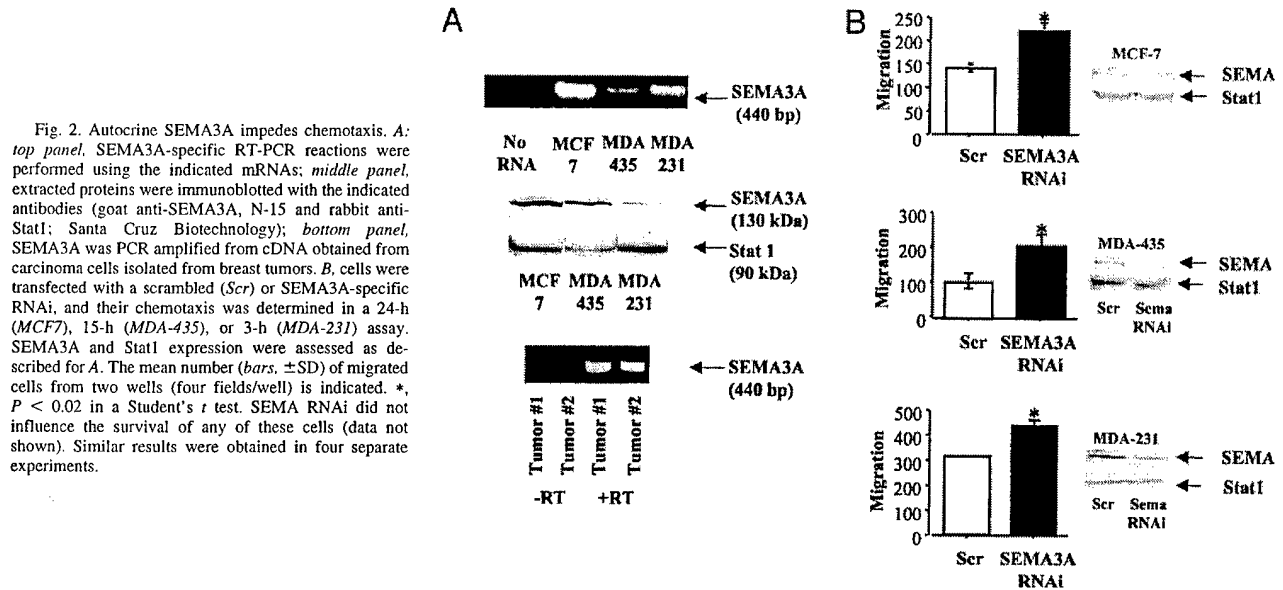 Fig. 2. Autocrine SEMA3A impedes chemotaxis. A:
top panel, SEMA3A-specific RT-PCR reactions were
performed using the indicated mRNAs; middle panel,
extracted proteins were immunoblotted with the indicated
antibodies (goat anti-SEMA3A, N-15 and rabbit anti-
Stat1; Santa Cruz Biotechnology); bottom panel,
SEMA3A was PCR amplified from cDNA obtained from
carcinoma cells isolated from breast tumors. B, cells were
transfected with a scrambled (Scr) or SEMA3A-specific
RNAi, and their chemotaxis was determined in a 24-h
(MCF7), 15-h (MDA-435), or 3-h (MDA-231) assay.
SEMA3A and Stat1 expression were assessed as de-
scribed for A. The mean number (bars, ±SD) of migrated
cells from two wells (four fields/well) is indicated. *,
P < 0.02 in a Student's t test. SEMA RNAi did not
influence the survival of any of these cells (data not
shown). Similar results were obtained in four separate
experiments.
A
SEMA3A
(440 bp)
No MCF MDA MDA
RNA 7 435 231
SEMA3A
(130 kDa)
Stat 1
(90 kDa)
MCF MDA MDA
7 435 231
SEMA3A
(440 bp)
Tumor #1
Tumor #2
Tumor #1
Tumor #2
-RT +RT
B
Migration
250
200
150
100
50
0
*
Scr SEMA3A
RNAi
MCF-7
SEMA
Stat1
Migration
300
200
100
0
*
Scr SEMA3A
RNAi
MDA-435
SEMA
Stat1
Scr Sema
RNAi
Migration
500
400
300
200
100
0
*
Scr SEMA3A
RNAi
MDA-231
SEMA
Stat1
Scr Sema
RNAi